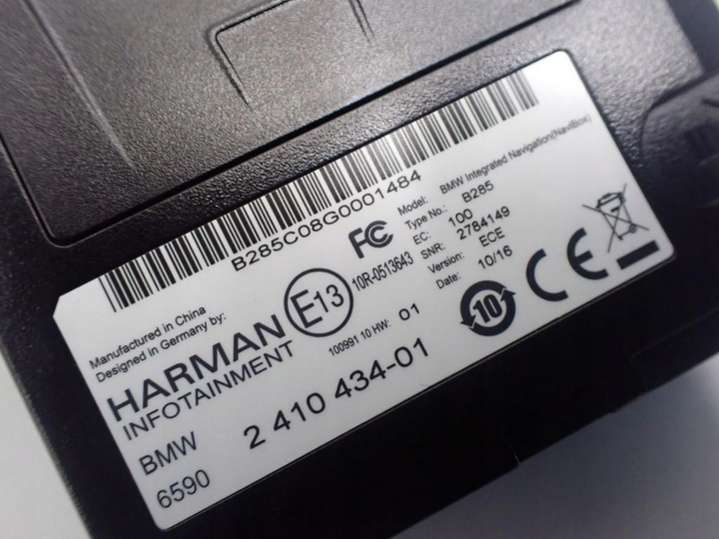 B285C08G0001484
Manufactured in China
Designed in Germany by:
HARMAN
INFOTAINMENT
E13
FC
10R-0513643
100991 10 HW: 01
Model: BMW Integrated Navigation(NaviBox)
Type No.: B285
EC: 100
SNR: 2784149
Version: ECE
Date: 10/16
10
CE
BMW
6590 2 410 434-01